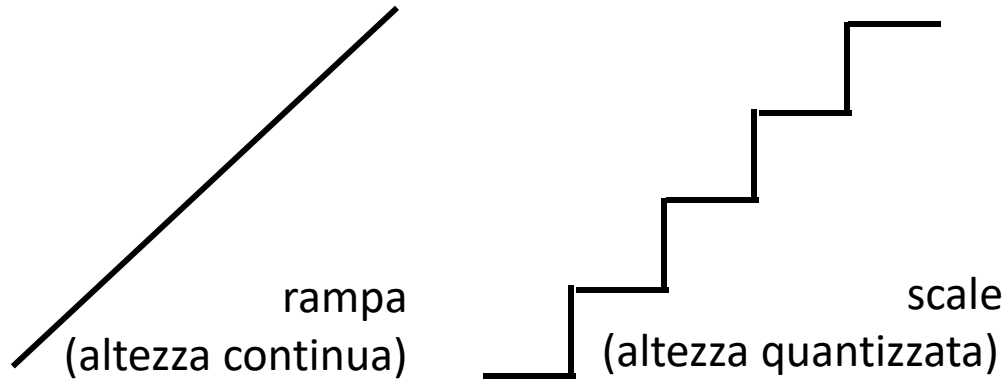 rampa
(altezza continua)
scale
(altezza quantizzata)